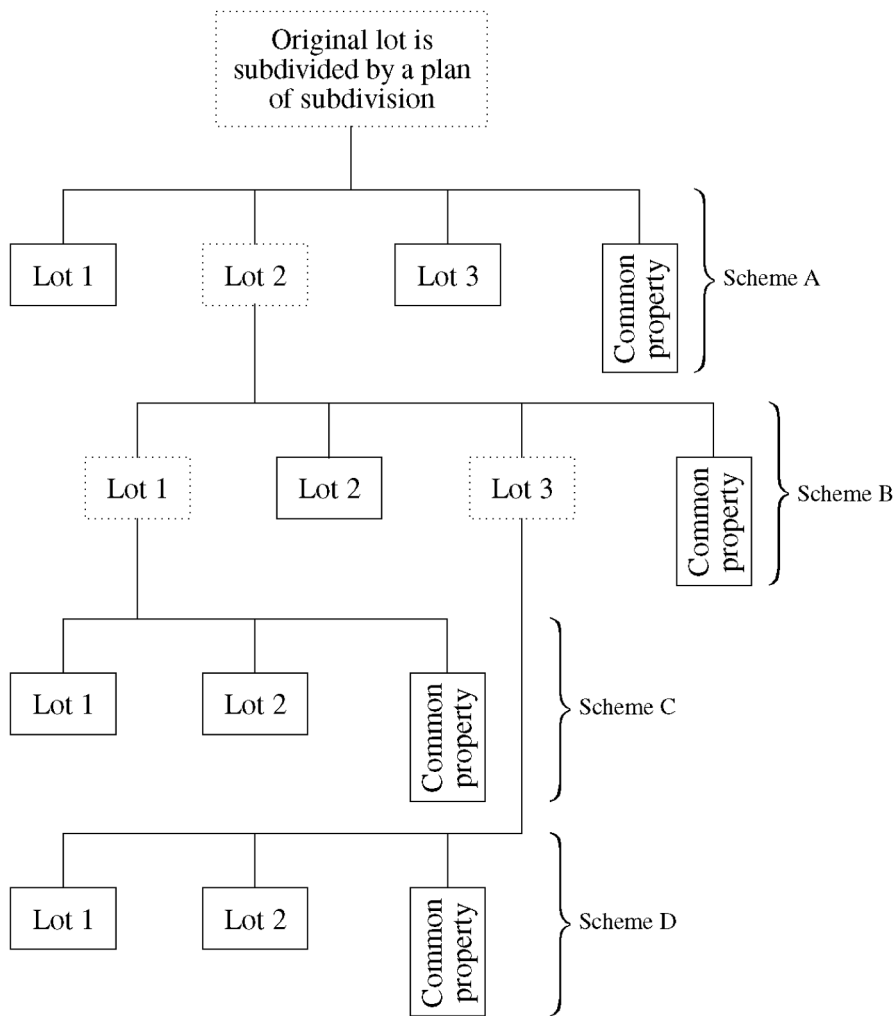 Original lot is
subdivided by a plan
of subdivision
Lot 1
Lot 2
Lot 3
Common
property
Scheme A
Lot 1
Lot 2
Lot 3
Common
property
Scheme B
Lot 1
Lot 2
Common
property
Scheme C
Lot 1
Lot 2
Common
property
Scheme D